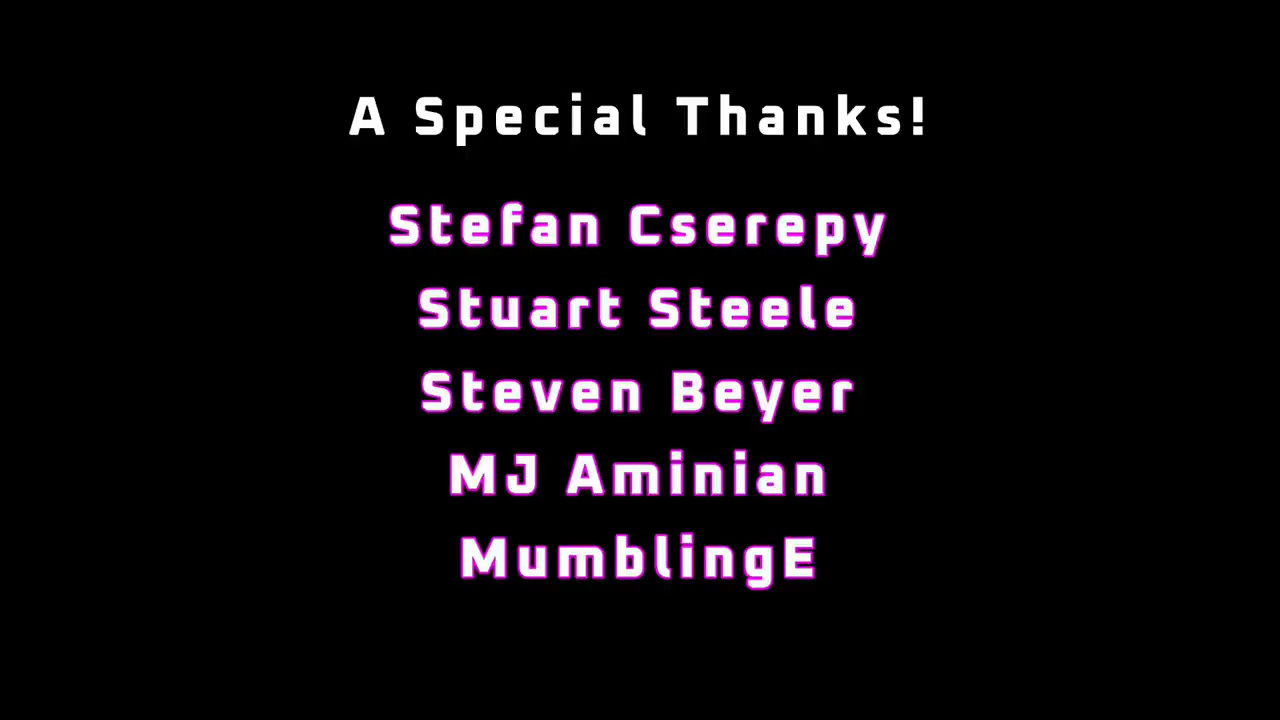 A Special Thanks!
Stefan Cserepy
Stuart Steele
Steven Beyer
MJ Aminian
MumblingE